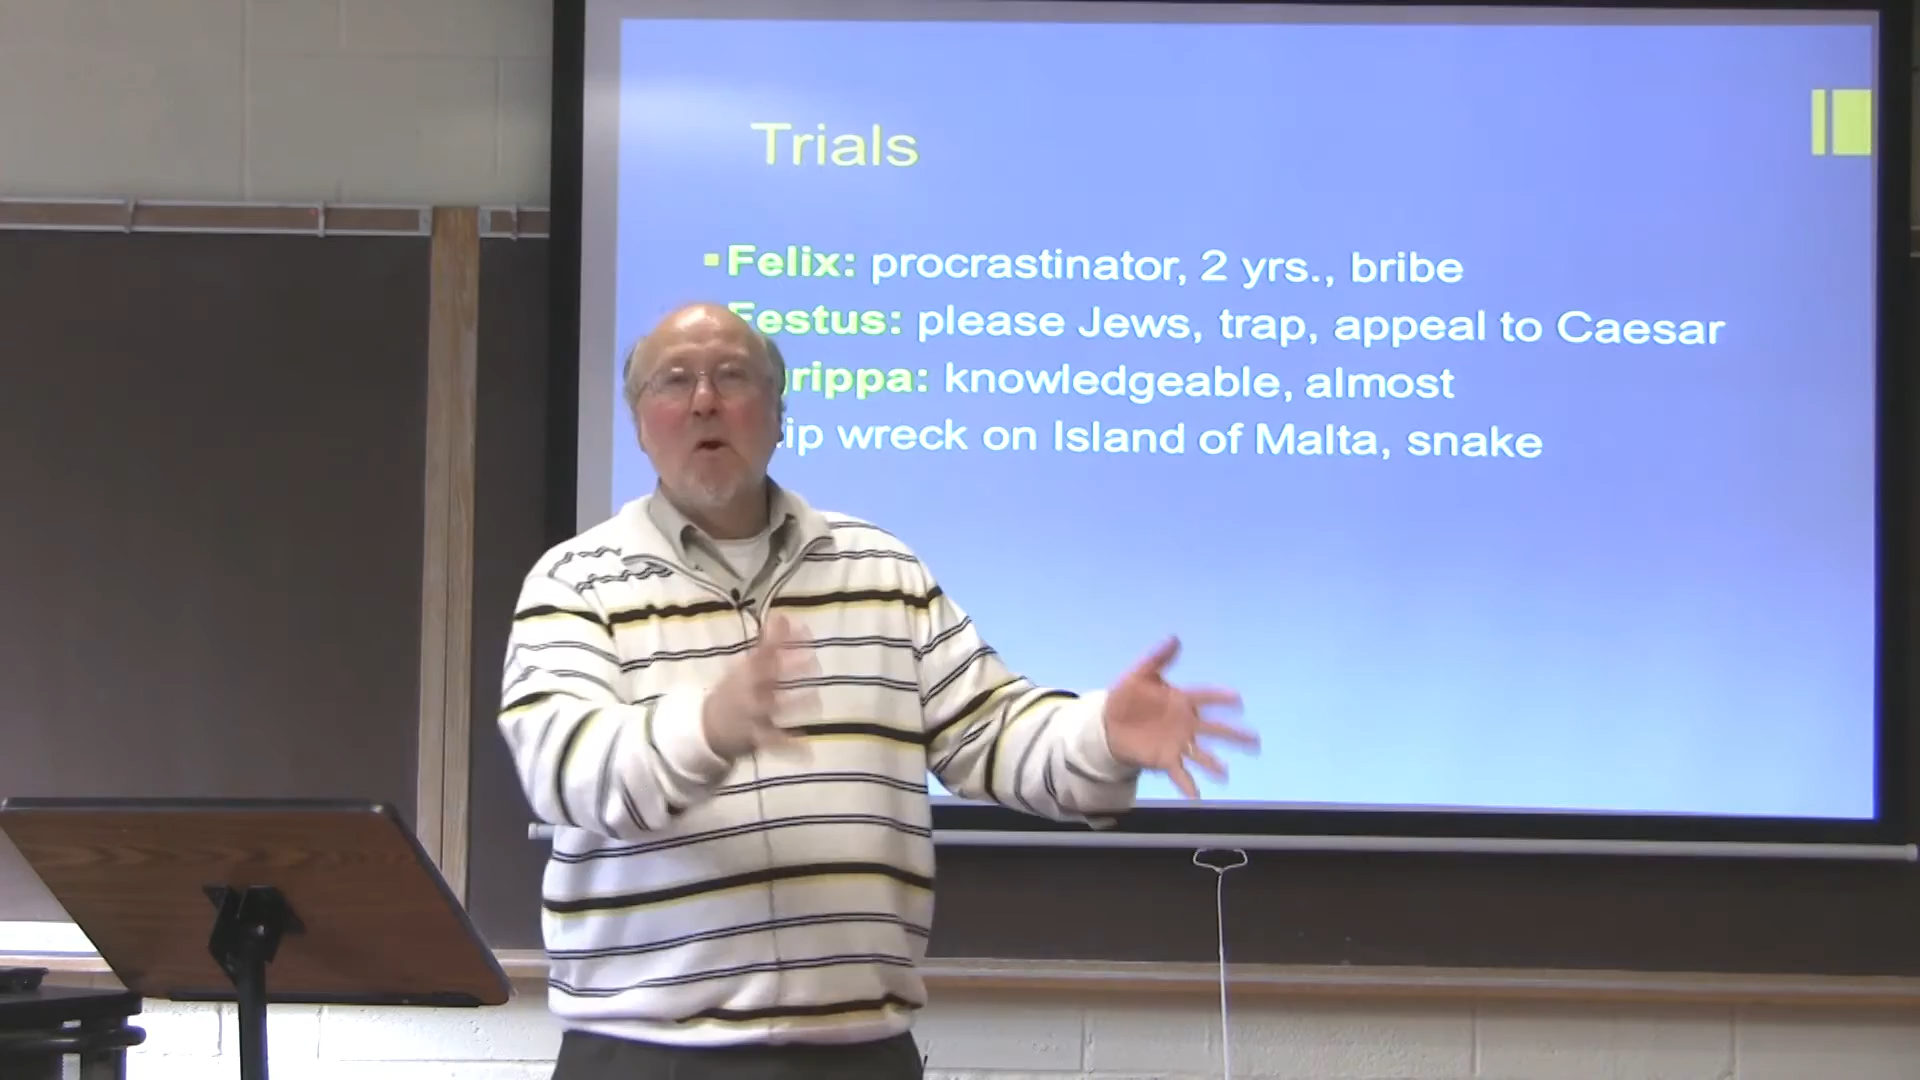 Trials
Felix: procrastinator, 2 yrs., bribe
Festus: please Jews, trap, appeal to Caesar
grippa: knowledgeable, almost
ip wreck on Island of Malta, snake